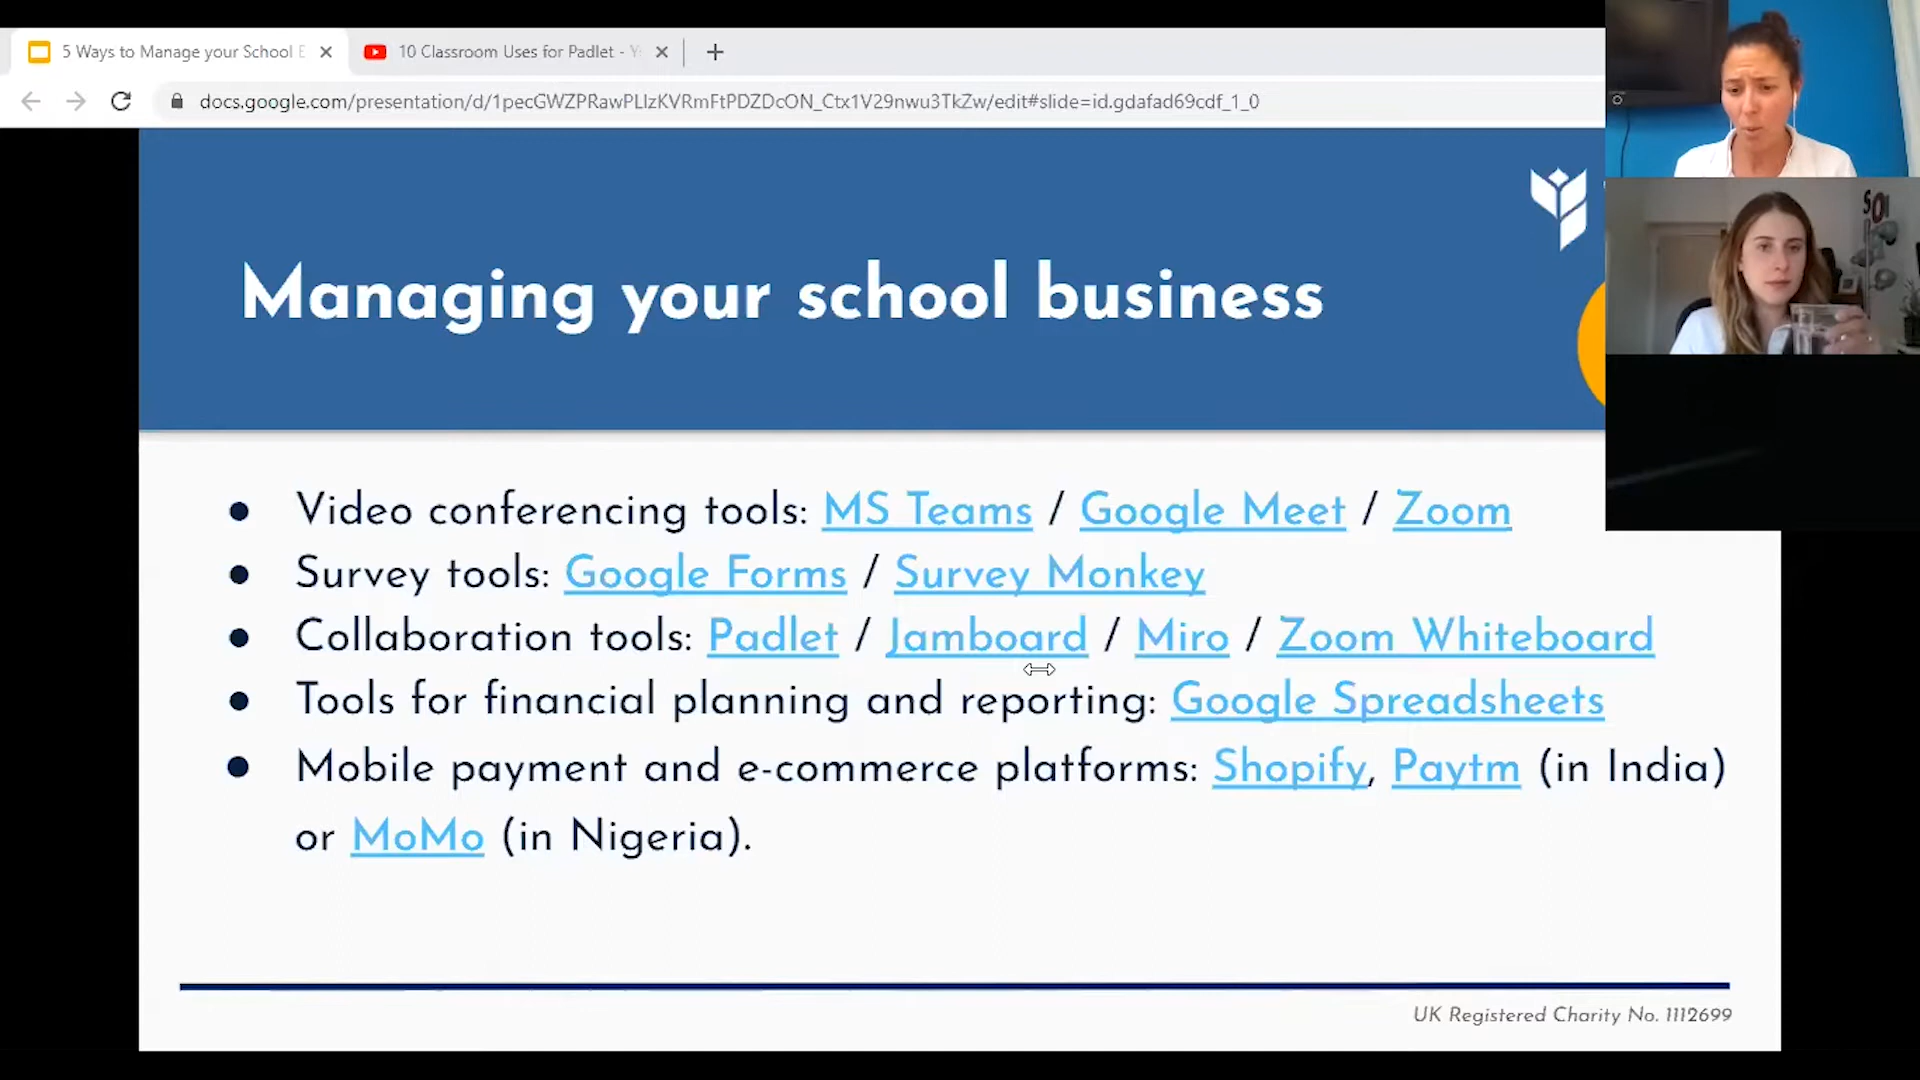 5 Ways to Manage your School
10 Classroom Uses for Padlet -
docs.google.com/presentation/d/1pecGWZPRawPLlzKVRmFtPDZDcON_Ctx1V29nwu3TkZw/edit#slide=id.gdafad69cdf_1_0
Managing your school business
● Video conferencing tools: MS Teams / Google Meet / Zoom
● Survey tools: Google Forms / Survey Monkey
● Collaboration tools: Padlet / Jamboard / Miro / Zoom Whiteboard
● Tools for financial planning and reporting: Google Spreadsheets
● Mobile payment and e-commerce platforms: Shopify, Paytm (in India)
or MoMo (in Nigeria).
UK Registered Charity No. 1112699